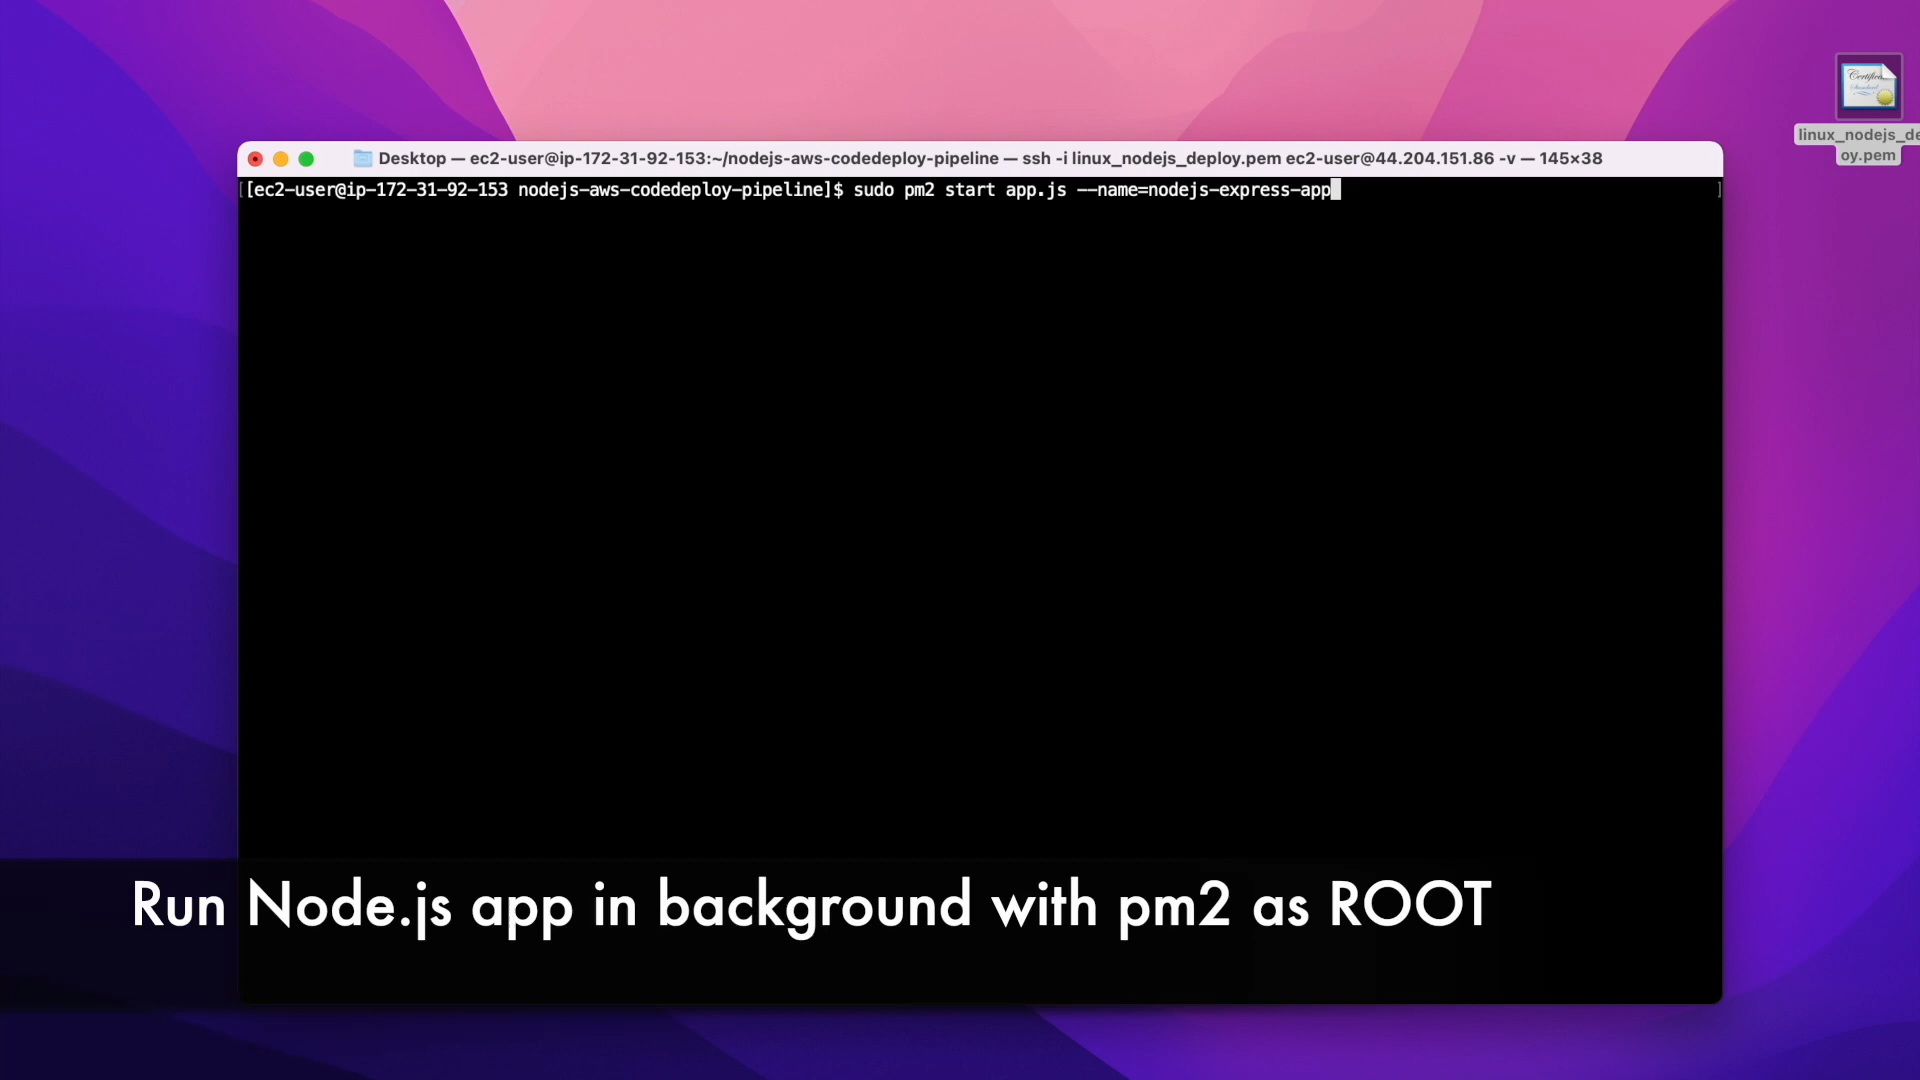 Desktop — ec2-user@ip-172-31-92-153:~/nodejs-aws-codedeploy-pipeline — ssh -i linux_nodejs_deploy.pem ec2-user@44.204.151.86 -v — 145×38
[[ec2-user@ip-172-31-92-153 nodejs-aws-codedeploy-pipeline]$ sudo pm2 start app.js --name=nodejs-express-app ]
Certificate
Standard
linux_nodejs_de
oy.pem
Run Node.js app in background with pm2 as ROOT